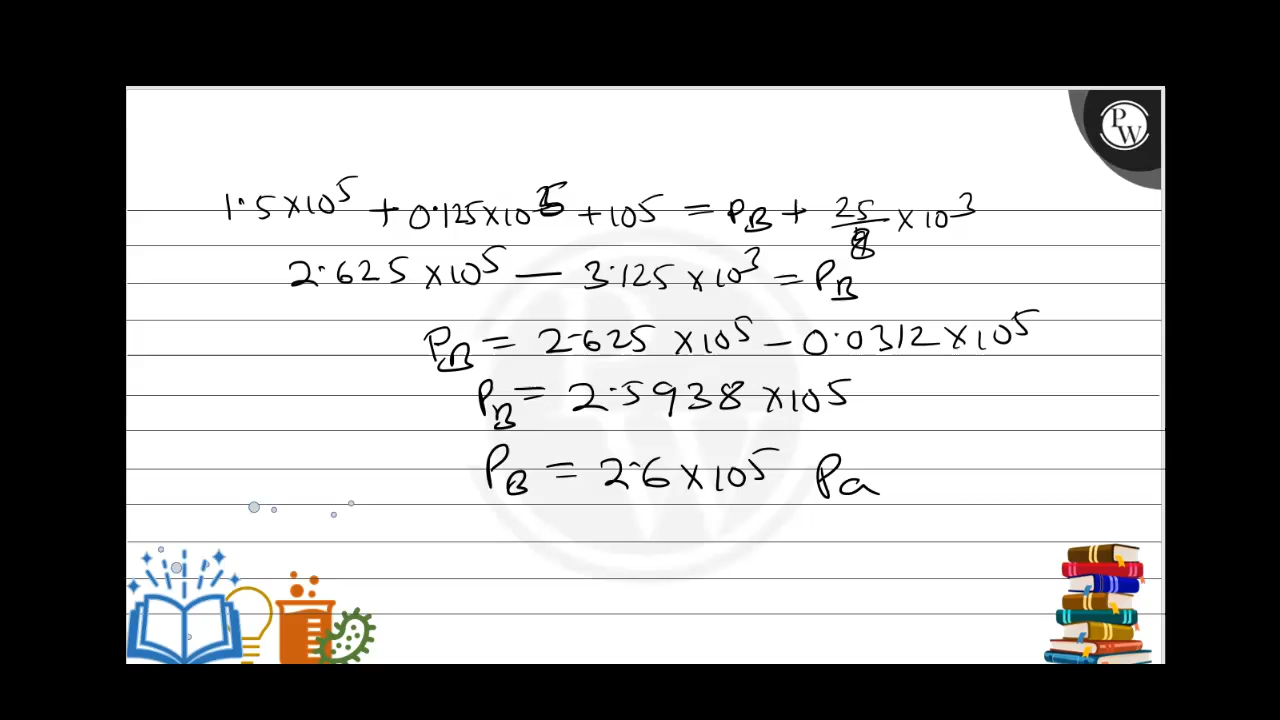 PW
1.5×10⁵ + 0.125×10⁵ + 10⁵ = P_B + 25/8 × 10³
2.625 × 10⁵ – 3.125 × 10³ = P_B
P_B = 2.625 × 10⁵ – 0.0312 × 10⁵
P_B = 2.5938 × 10⁵
P_B = 2.6 × 10⁵ Pa